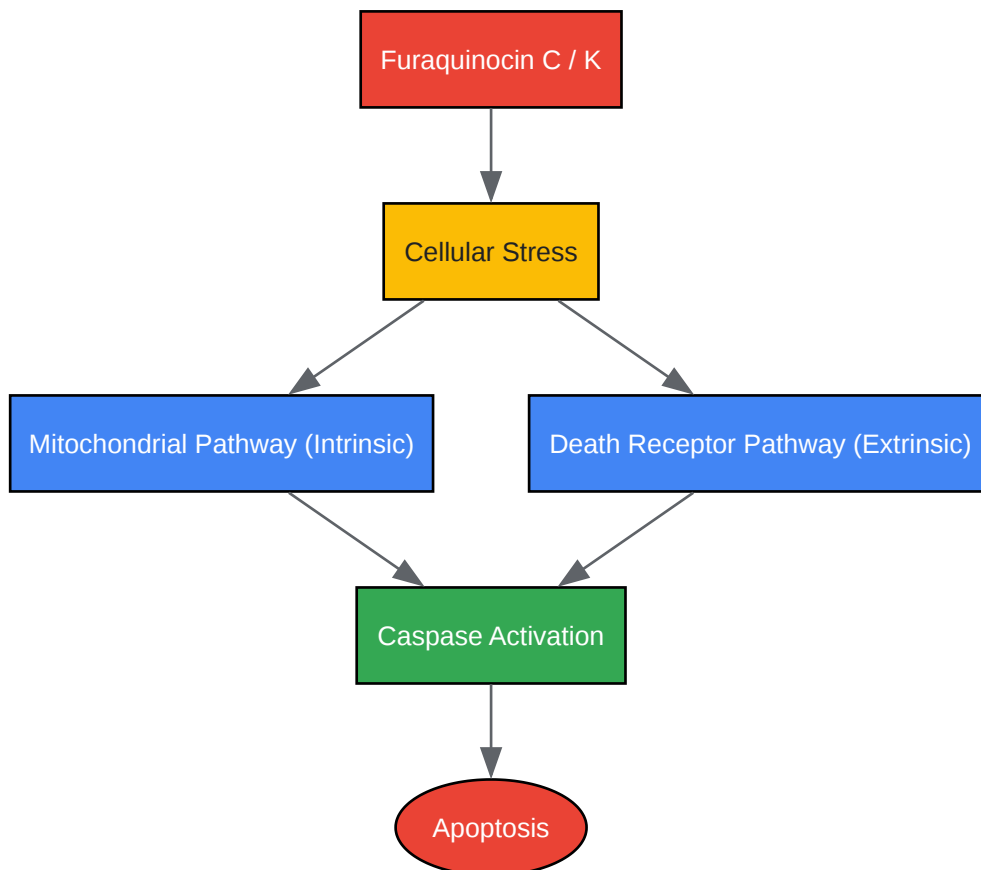 Furaquinocin C / K
Cellular Stress
Mitochondrial Pathway (Intrinsic)
Death Receptor Pathway (Extrinsic)
Caspase Activation
Apoptosis